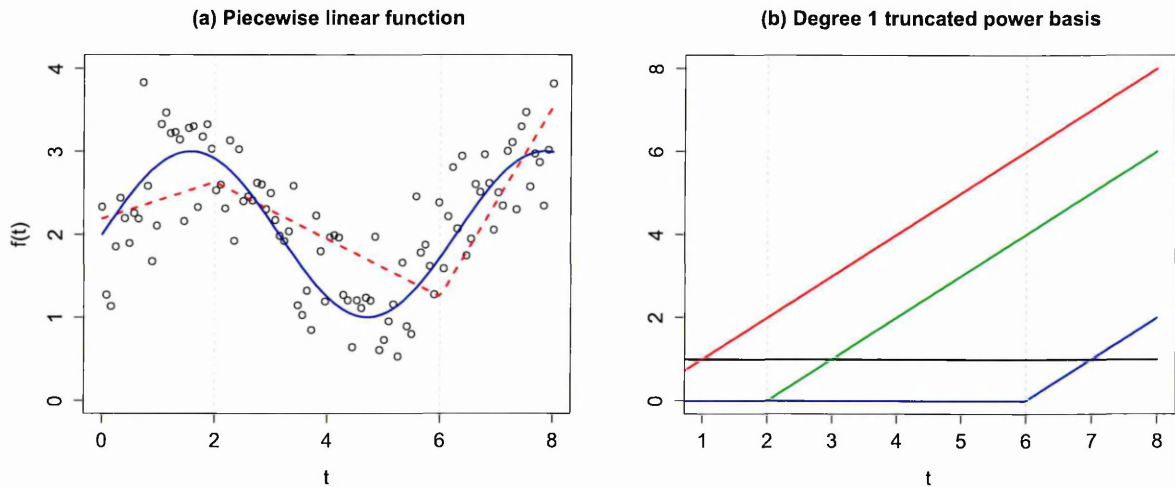 (a) Piecewise linear function
4
3
2
1
0
f(t)
0 2 4 6 8
t
(b) Degree 1 truncated power basis
8
6
4
2
0
1 2 3 4 5 6 7 8
t